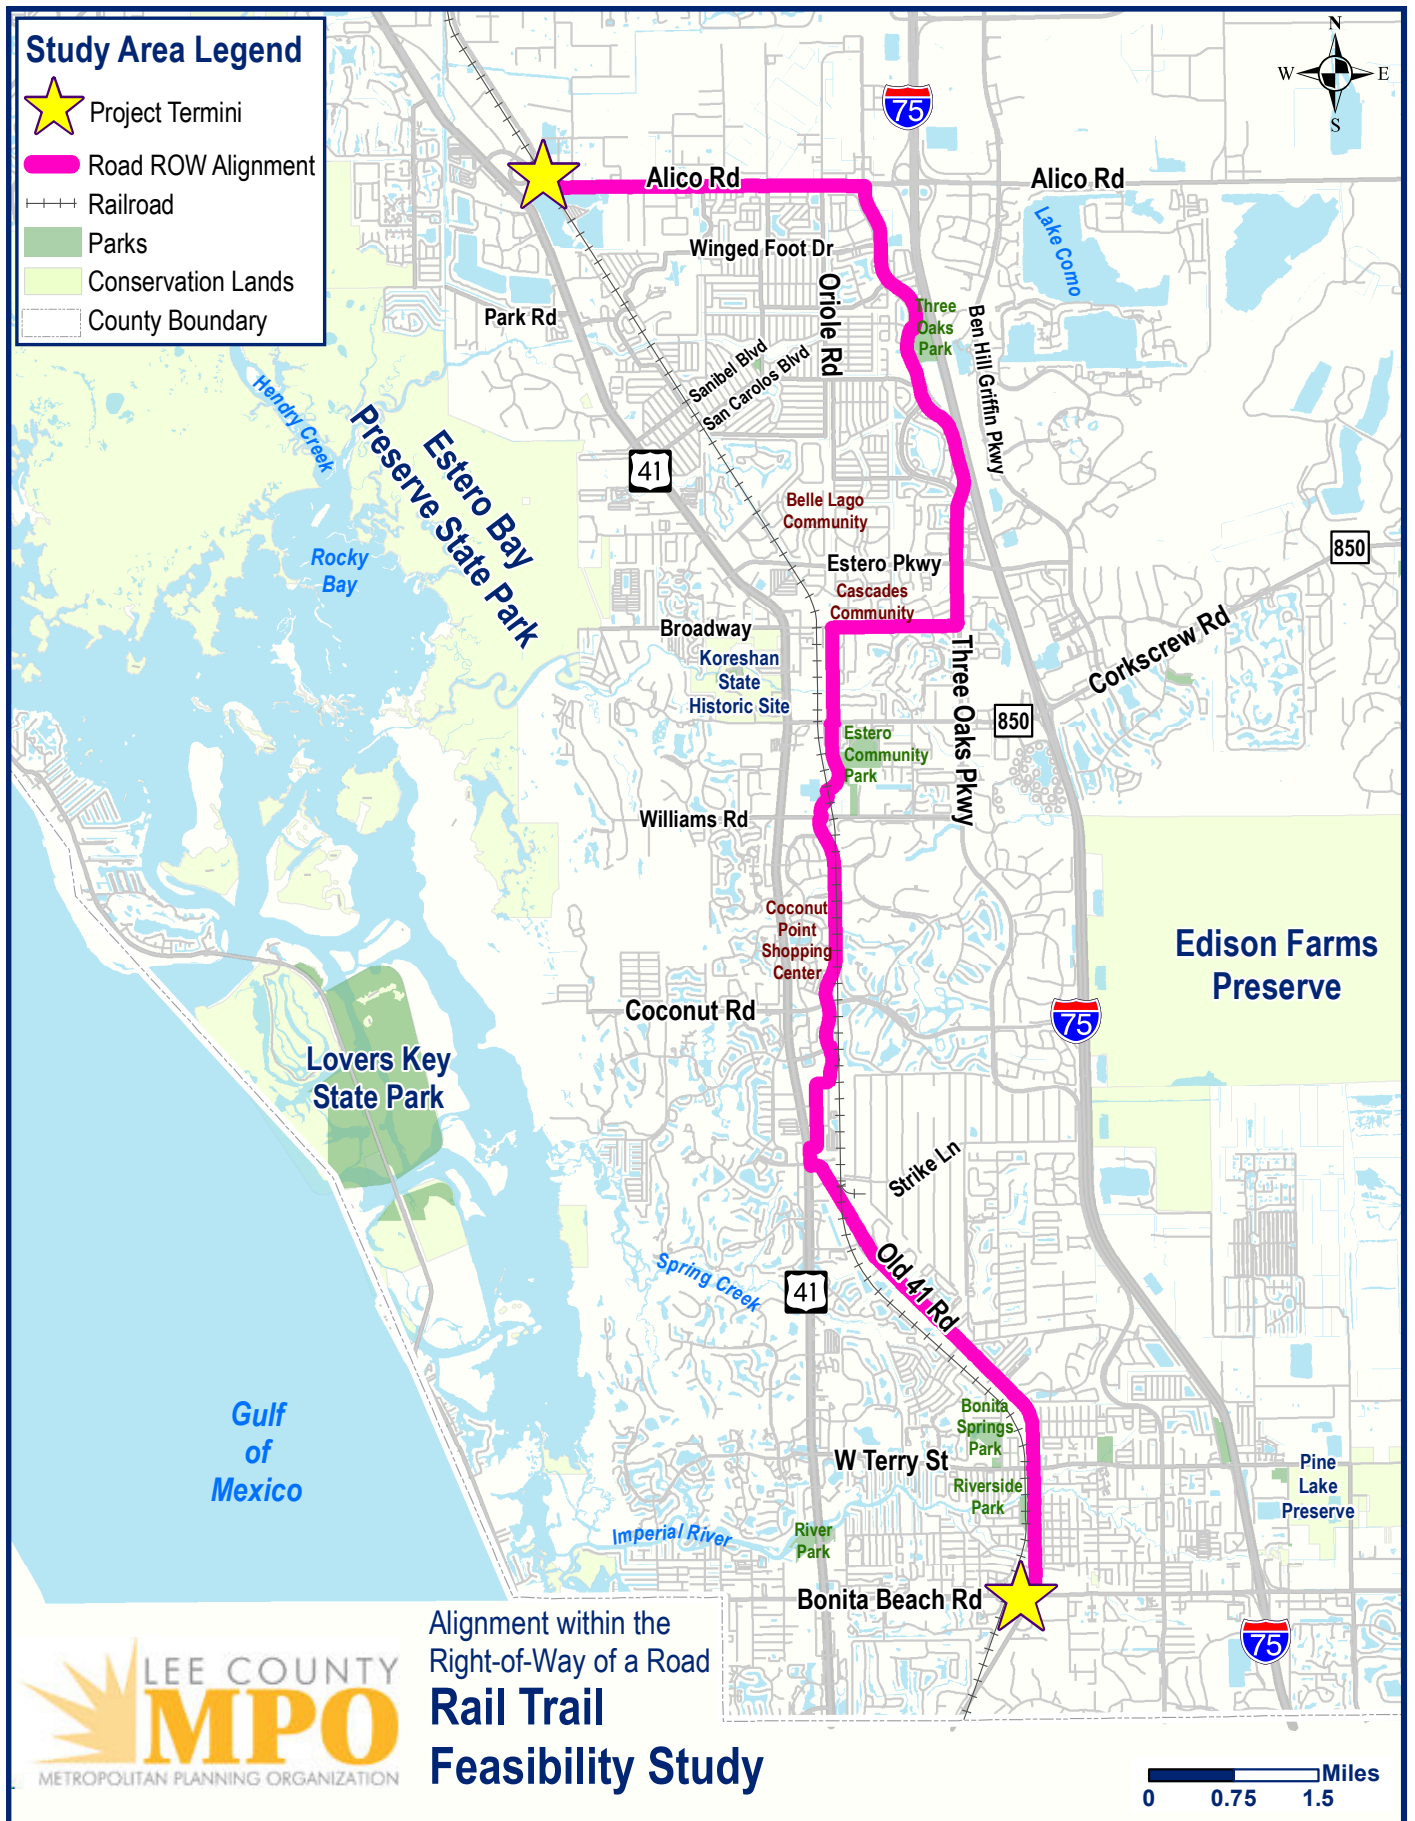 Study Area Legend
Project Termini
Road ROW Alignment
Railroad
Parks
Conservation Lands
County Boundary
N
W
E
S
75
Alico Rd
Alico Rd
Lake Como
Winged Foot Dr
Oriole Rd
Three
Oaks
Park
Ben Hill Griffin Pkwy
Park Rd
Sanibel Blvd
San Carolos Blvd
Hendry Creek
Estero Bay
Preserve State Park
41
Belle Lago
Community
Rocky
Bay
850
Estero Pkwy
Cascades
Community
Broadway
Koreshan
State
Historic Site
Three Oaks Pkwy
Corkscrew Rd
850
Estero
Community
Park
Williams Rd
Coconut
Point
Shopping
Center
Edison Farms
Preserve
Coconut Rd
75
Lovers Key
State Park
Strike Ln
Spring Creek
41
Old 41 Rd
Gulf
of
Mexico
Bonita
Springs
Park
W Terry St
Riverside
Park
Pine
Lake
Preserve
Imperial River
River
Park
Bonita Beach Rd
75
LEE COUNTY
MPO
METROPOLITAN PLANNING ORGANIZATION
Alignment within the
Right-of-Way of a Road
Rail Trail
Feasibility Study
Miles
0 0.75 1.5